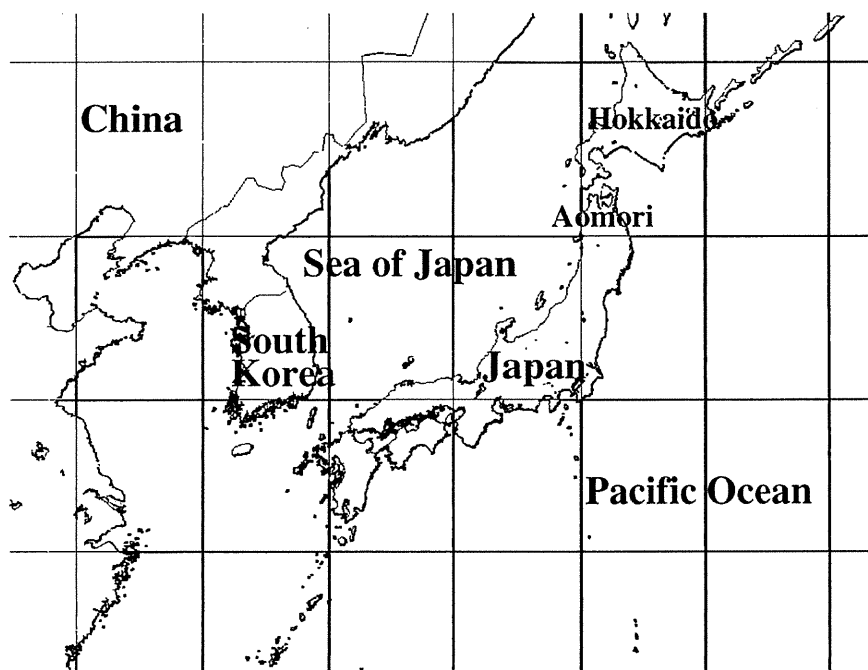 China
Hokkaido
Aomori
Sea of Japan
South
Korea
Japan
Pacific Ocean